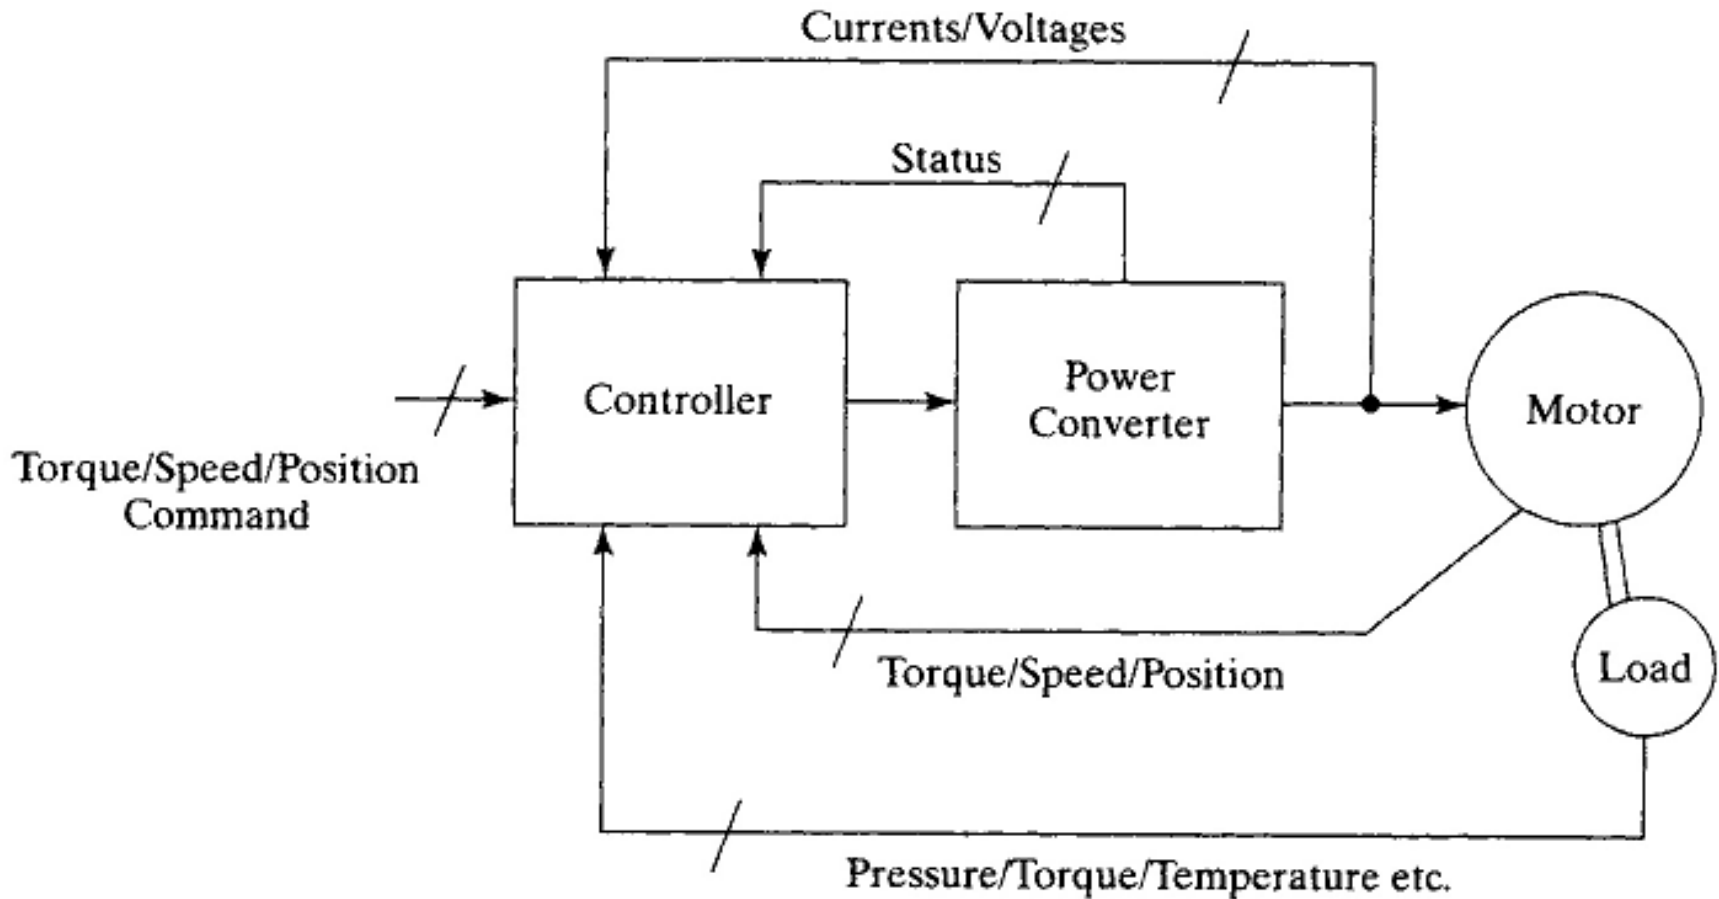 Currents/Voltages
Status
Controller
Power
Converter
Motor
Torque/Speed/Position
Command
Torque/Speed/Position
Load
Pressure/Torque/Temperature etc.